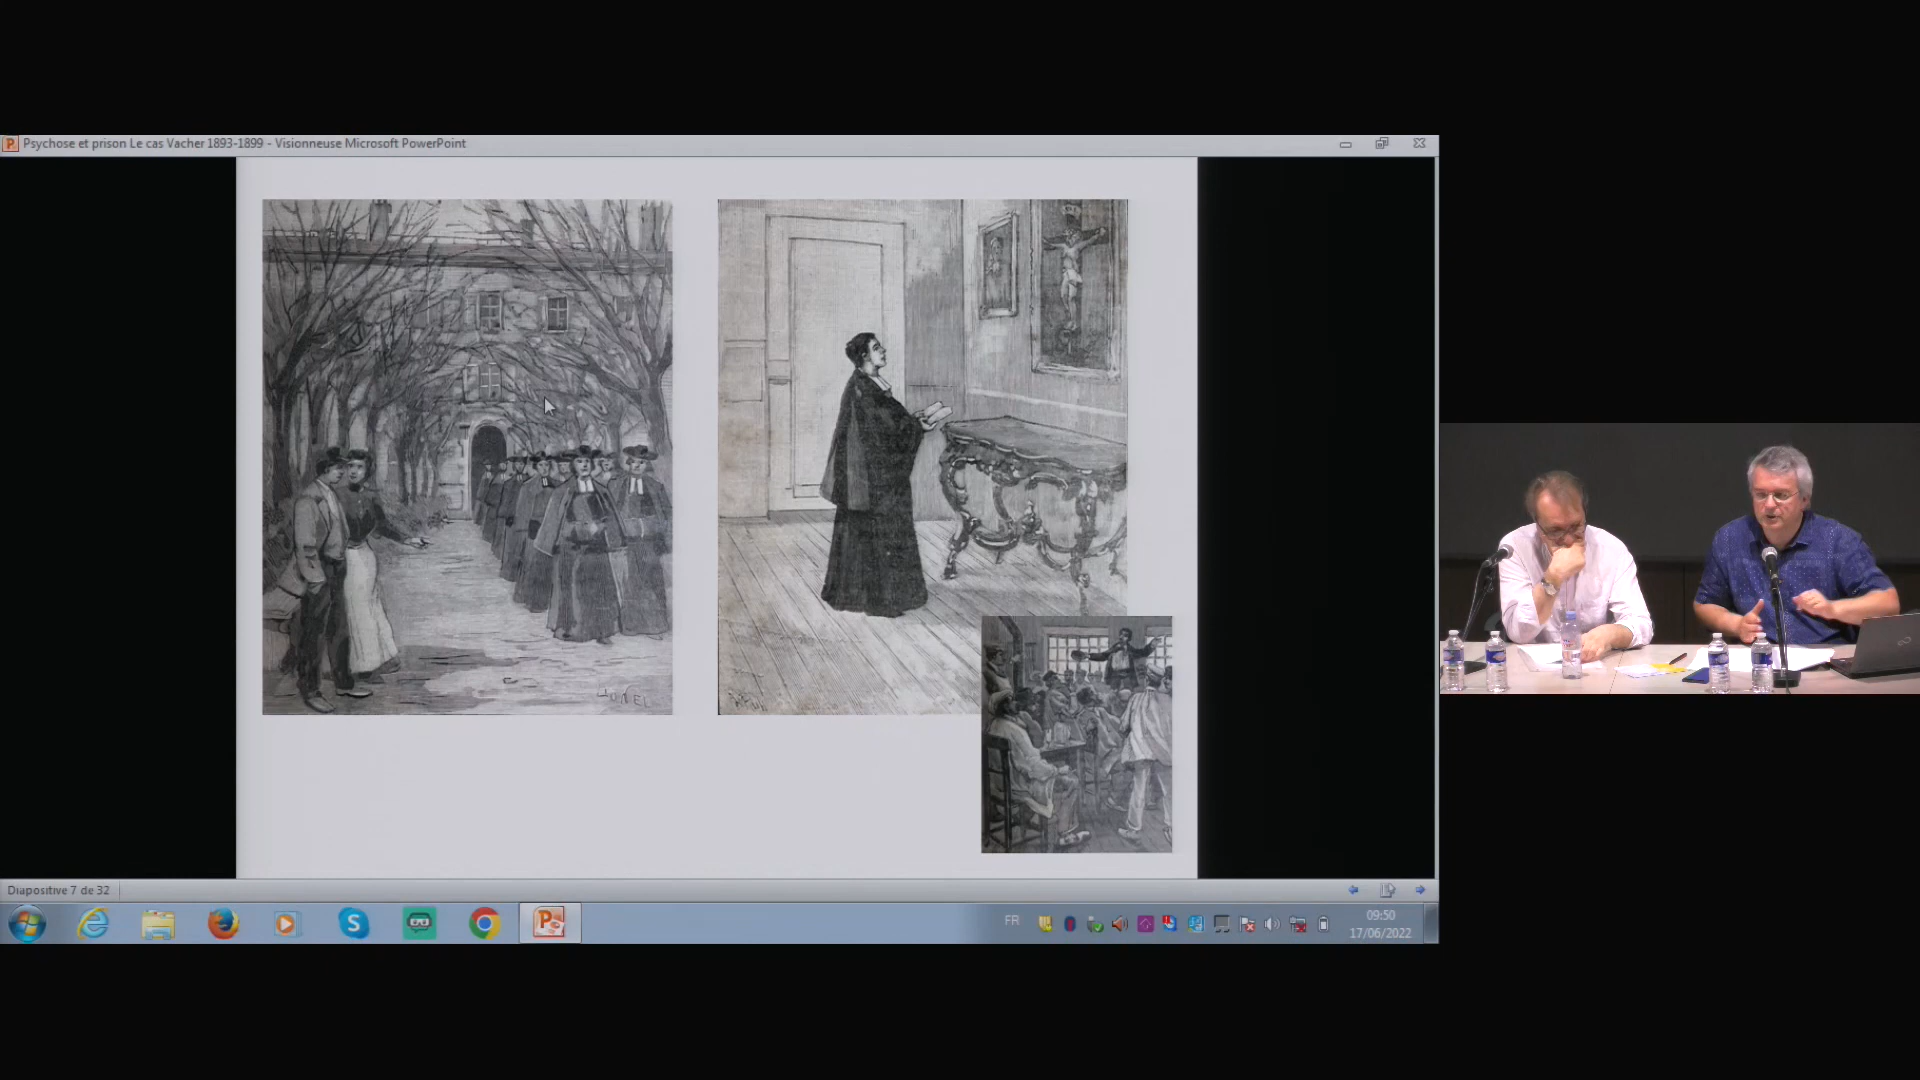 Psychose et prison Le cas Vacher 1893-1899 - Visionneuse Microsoft PowerPoint
Diapositive 7 de 32
FR
09:50
17/06/2022